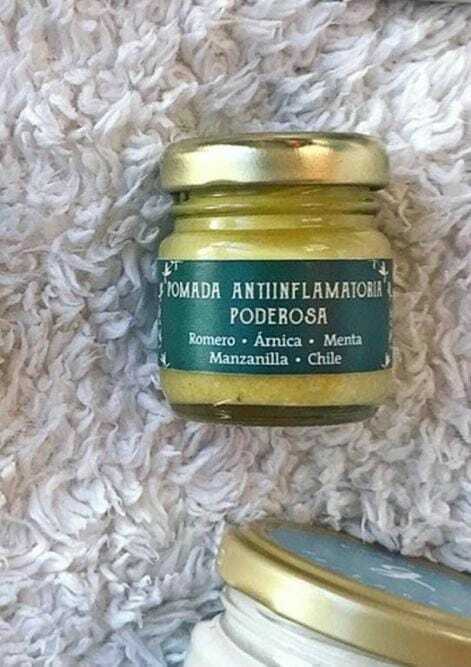 POMADA ANTIINFLAMATORIA
PODEROSA
Romero • Árnica • Menta
Manzanilla • Chile